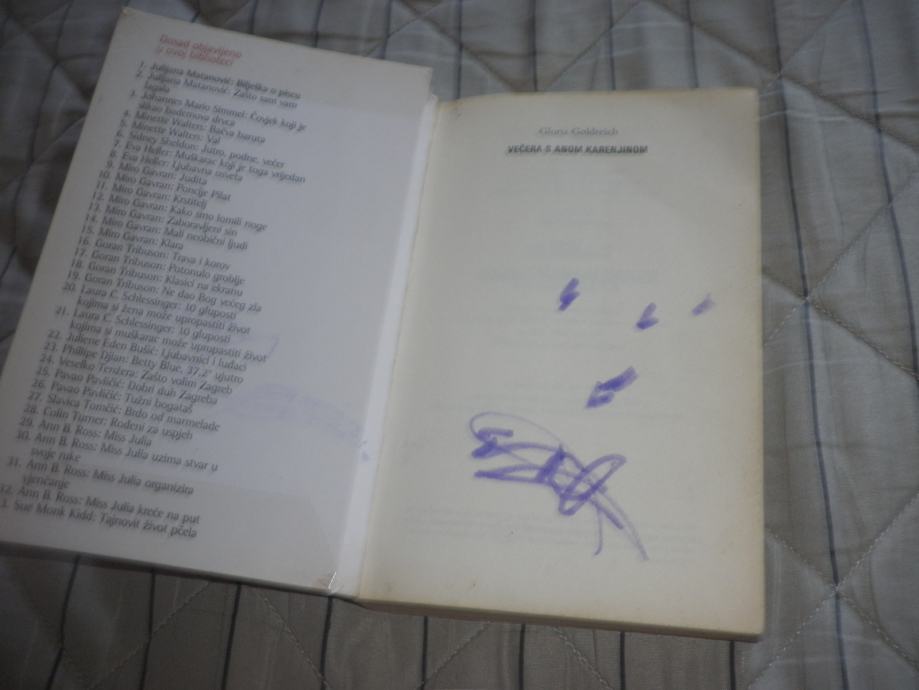 Dosad objavljeno
u ovoj biblioteci
1. Julijana Matanović: Bilješka o piscu
2. Julijana Matanović: Zašto sam vam
lagala
3. Johannes Mario Simmel: Čovjek koji je
slikao bademova drvca
4. Minette Walters: Bačva baruta
5. Minette Walters: Val
6. Sidney Sheldon: Jutro, podne, večer
7. Eva Heller: Muškarac koji je toga vrijedan
8. Eva Heller: Ljubavna osveta
9. Miro Gavran: Judita
10. Miro Gavran: Poncije Pilat
11. Miro Gavran: Krstitelj
12. Miro Gavran: Kako smo lomili noge
13. Miro Gavran: Zaboravljeni sin
14. Miro Gavran: Mali neobični ljudi
15. Miro Gavran: Klara
16. Goran Tribuson: Trava i korov
17. Goran Tribuson: Potonulo groblje
18. Goran Tribuson: Klasici na ekranu
19. Goran Tribuson: Ne dao Bog većeg zla
20. Laura C. Schlessinger: 10 gluposti
kojima si žena može upropastiti život
21. Laura C. Schlessinger: 10 gluposti
kojima si muškarac može upropastiti život
22. Julienne Eden Bušić: Ljubavnici i luđaci
23. Philippe Djian: Betty Blue, 37,2° ujutro
24. Veselko Tenžera: Zašto volim Zagreb
25. Pavao Pavličić: Dobri duh Zagreba
26. Pavao Pavličić: Tužni bogataš
27. Slavica Tomčić: Brdo od marmelade
28. Colin Turner: Rođeni za uspjeh
29. Ann B. Ross: Miss Julia
30. Ann B. Ross: Miss Julia uzima stvar u
svoje ruke
31. Ann B. Ross: Miss Julia organizira
vjenčanje
32. Ann B. Ross: Miss Julia kreće na put
3. Sue Monk Kidd: Tajnovit život pčela
Gloria Goldreich
VEČERA S ANOM KARENJINOM